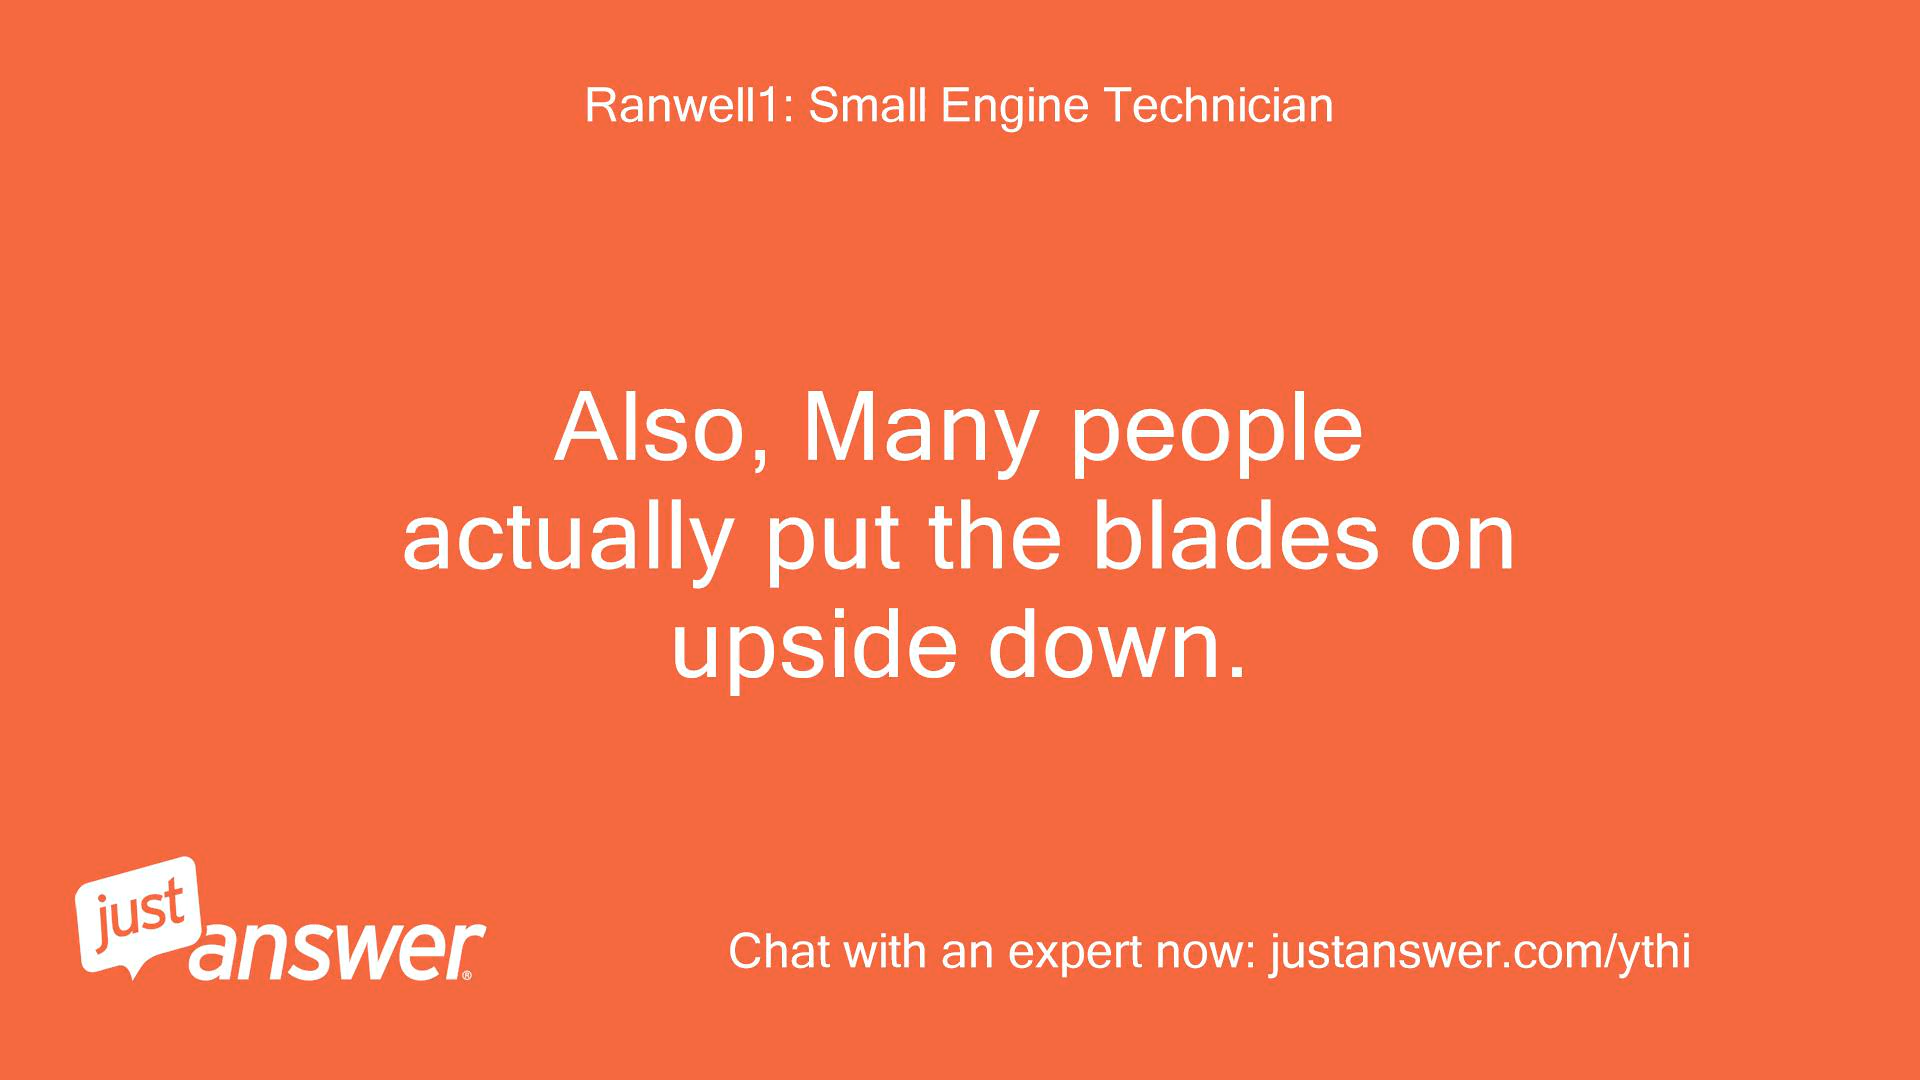 Ranwell1: Small Engine Technician
Also, Many people
actually put the blades on
upside down.
just
answer®
Chat with an expert now: justanswer.com/ythi